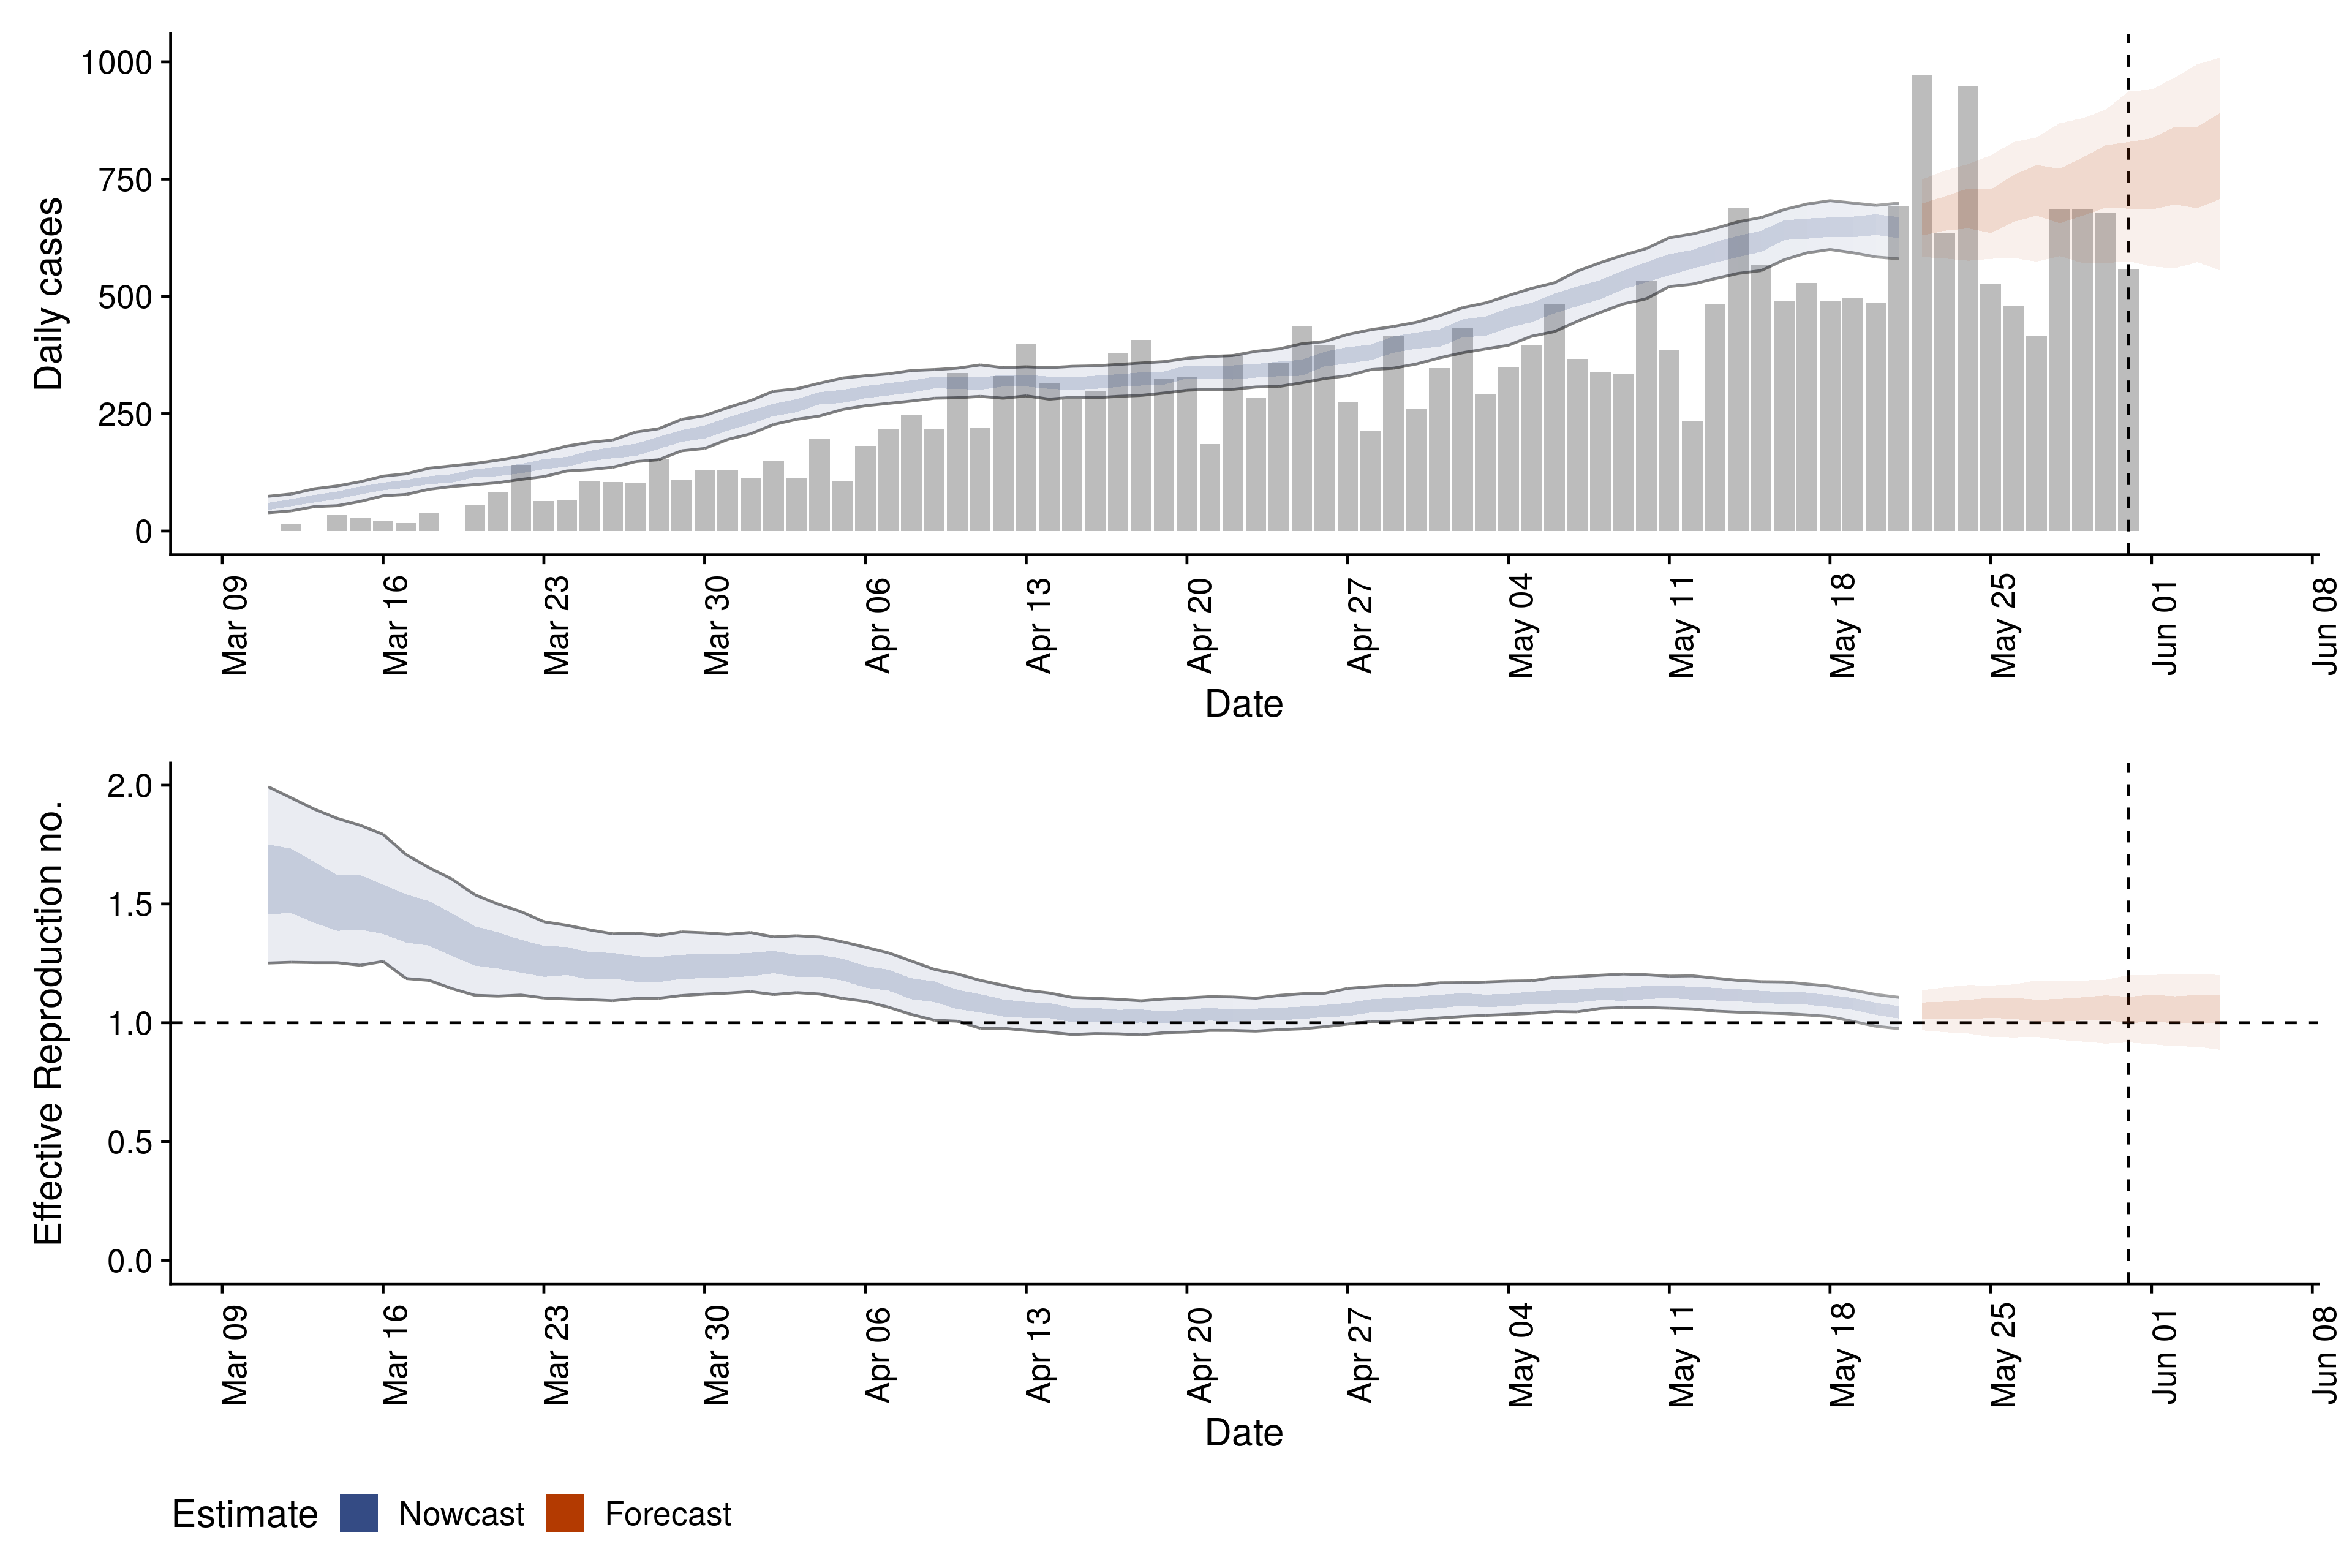 Daily cases
1000
750
500
250
0
Mar 09
Mar 16
Mar 23
Mar 30
Apr 06
Apr 13
Apr 20
Apr 27
May 04
May 11
May 18
May 25
Jun 01
Jun 08
Date
Effective Reproduction no.
2.0
1.5
1.0
0.5
0.0
Mar 09
Mar 16
Mar 23
Mar 30
Apr 06
Apr 13
Apr 20
Apr 27
May 04
May 11
May 18
May 25
Jun 01
Jun 08
Date
Estimate Nowcast Forecast